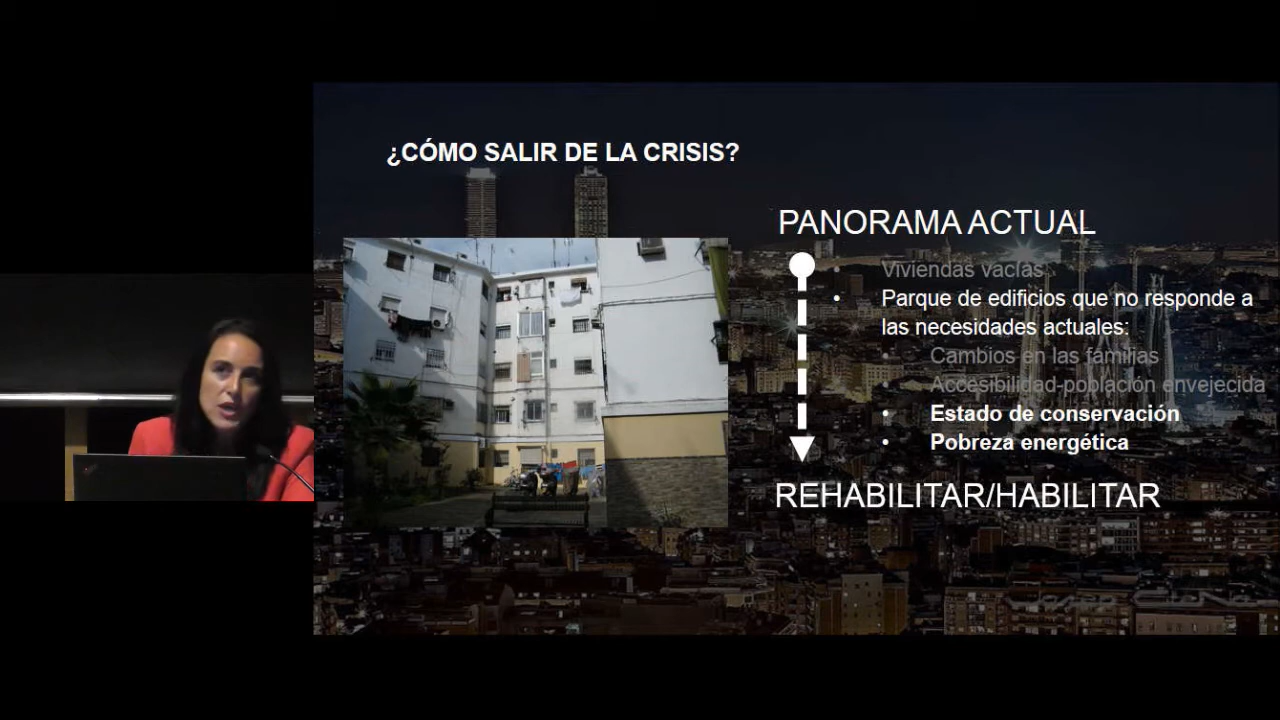 ¿CÓMO SALIR DE LA CRISIS?
PANORAMA ACTUAL
Viviendas vacías
• Parque de edificios que no responde a
las necesidades actuales:
• Cambios en las familias
• Accesibilidad-población envejecida
• Estado de conservación
• Pobreza energética
REHABILITAR/HABILITAR